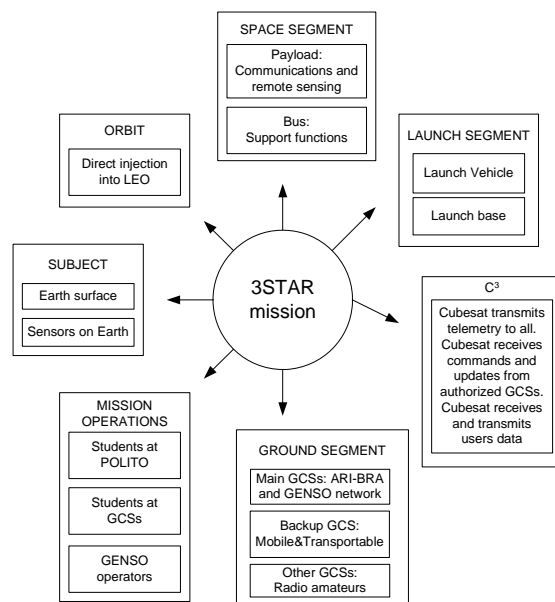 SPACE SEGMENT
Payload:
Communications and
remote sensing
Bus:
Support functions
ORBIT
Direct injection
into LEO
LAUNCH SEGMENT
Launch Vehicle
Launch base
SUBJECT
Earth surface
Sensors on Earth
3STAR
mission
C³
Cubesat transmits
telemetry to all.
Cubesat receives
commands and
updates from
authorized GCSs.
Cubesat receives
and transmits
users data
MISSION
OPERATIONS
Students at
POLITO
Students at
GCSs
GENSO
operators
GROUND SEGMENT
Main GCSs: ARI-BRA
and GENSO network
Backup GCS:
Mobile&Transportable
Other GCSs:
Radio amateurs